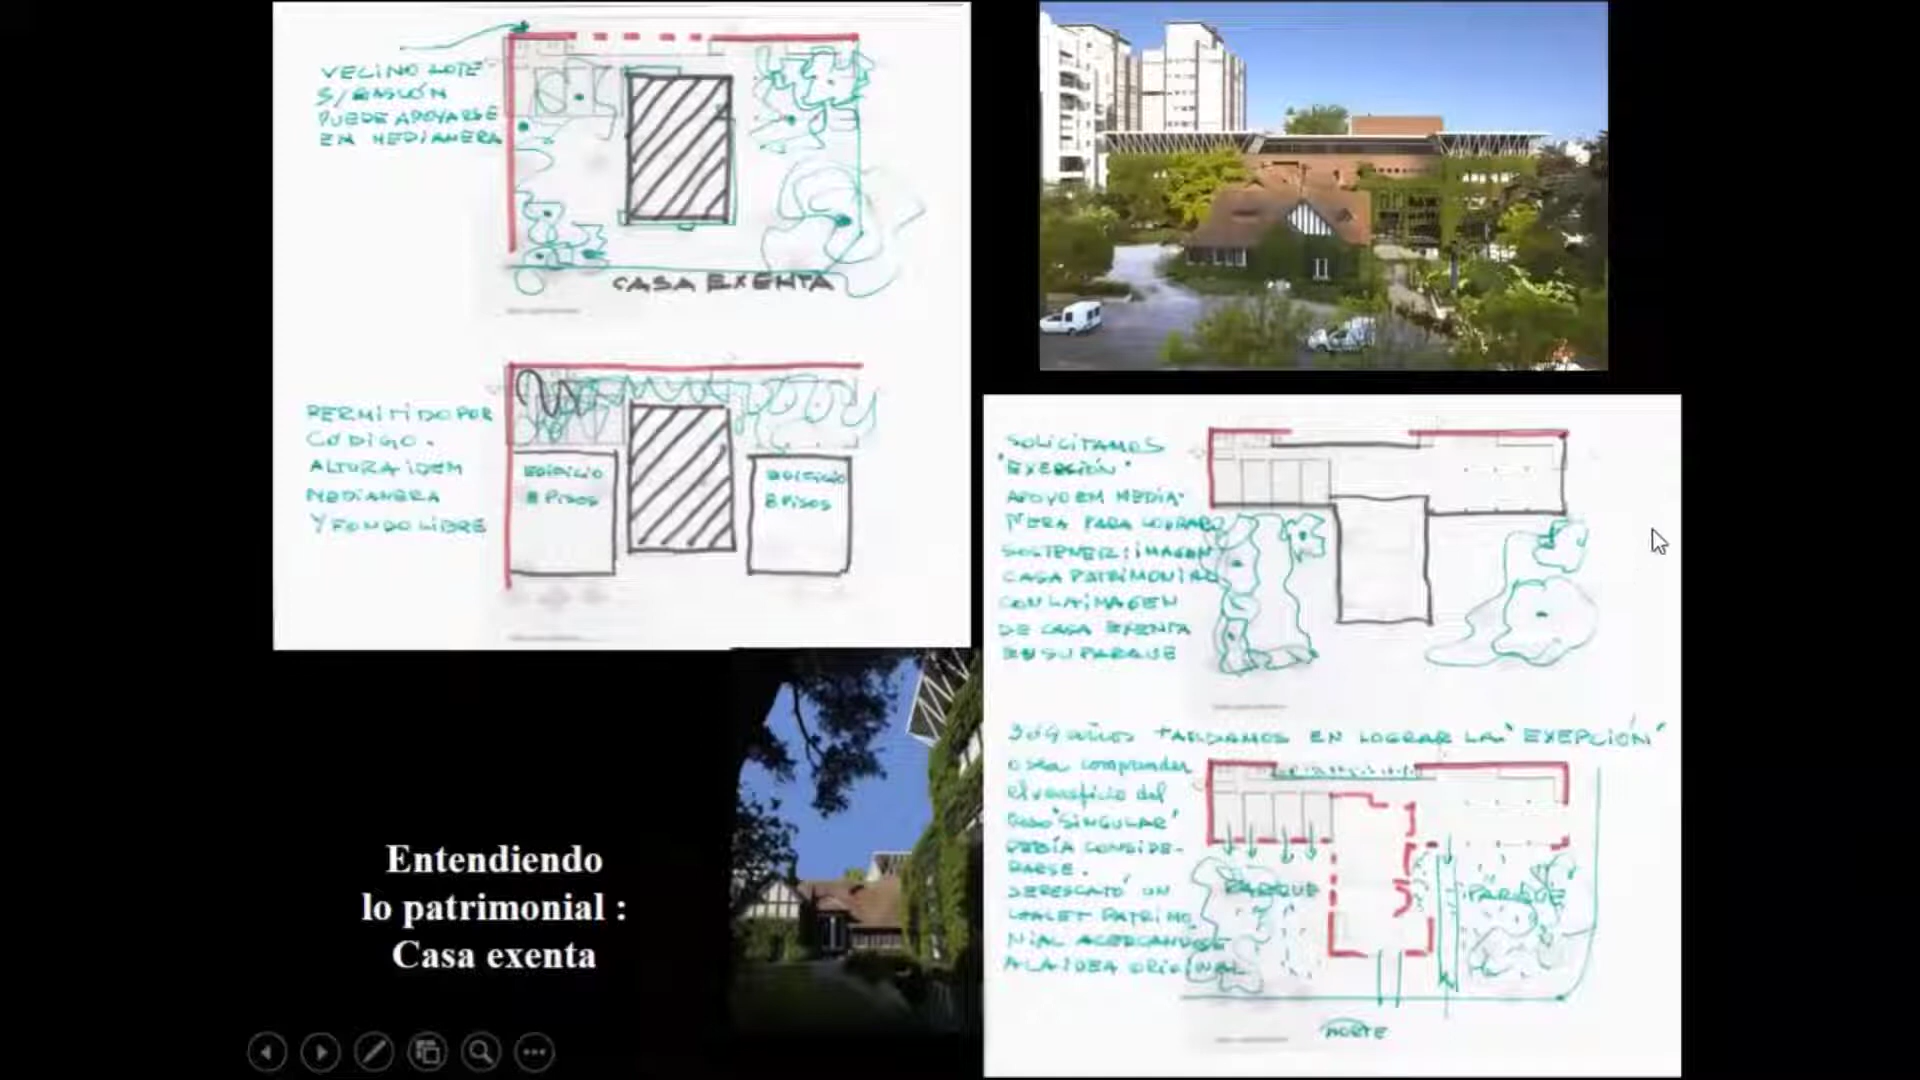 VECINO LOTE
S/
PUEDE APOYARSE
EN MEDIANERA
CASA EXENTA
PERMITIDO POR
CODIGO.
ALTURA IDEM
MEDIANERA
Y FONDO LIBRE
EDIFICIO
8 PISOS
EDIFICIO
8 PISOS
Entendiendo
lo patrimonial :
Casa exenta
SOLICITAMOS
"EXEPCIÓN"
APOYO EN MEDIA-
NERA PARA LOGRAR
SOSTENER: IMAGEN
CASA PATRIMONIAL
CON LA IMAGEN
DE CASA EXENTA
EN SU PARQUE
3 ó 4 años TARDAMOS EN LOGRAR LA "EXEPCIÓN"
o sea comprender
el beneficio del
"SINGULAR"
DEBÍA CONSIDE-
RARSE.
SE RESCATÓ UN
CHALET PATRIMO
NIAL ACERCANDOSE
A LA IDEA ORIGINAL
PARQUE
PARQUE
NORTE